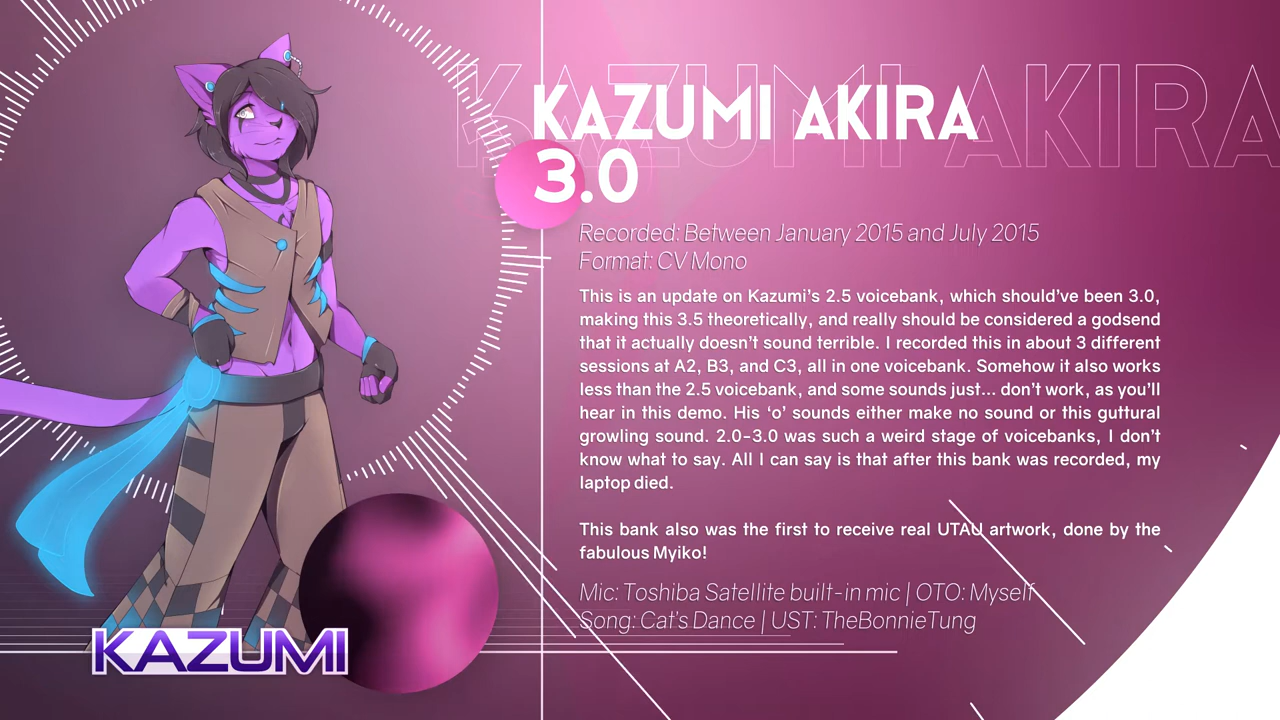 KAZUMI AKIRA
KAZUMI AKIRA
3.0
Recorded: Between January 2015 and July 2015
Format: CV Mono
This is an update on Kazumi's 2.5 voicebank, which should've been 3.0,
making this 3.5 theoretically, and really should be considered a godsend
that it actually doesn't sound terrible. I recorded this in about 3 different
sessions at A2, B3, and C3, all in one voicebank. Somehow it also works
less than the 2.5 voicebank, and some sounds just... don't work, as you'll
hear in this demo. His 'o' sounds either make no sound or this guttural
growling sound. 2.0-3.0 was such a weird stage of voicebanks, I don't
know what to say. All I can say is that after this bank was recorded, my
laptop died.
This bank also was the first to receive real UTAU artwork, done by the
fabulous Myiko!
Mic: Toshiba Satellite built-in mic | OTO: Myself
Song: Cat's Dance | UST: TheBonnieTung
KAZUMI